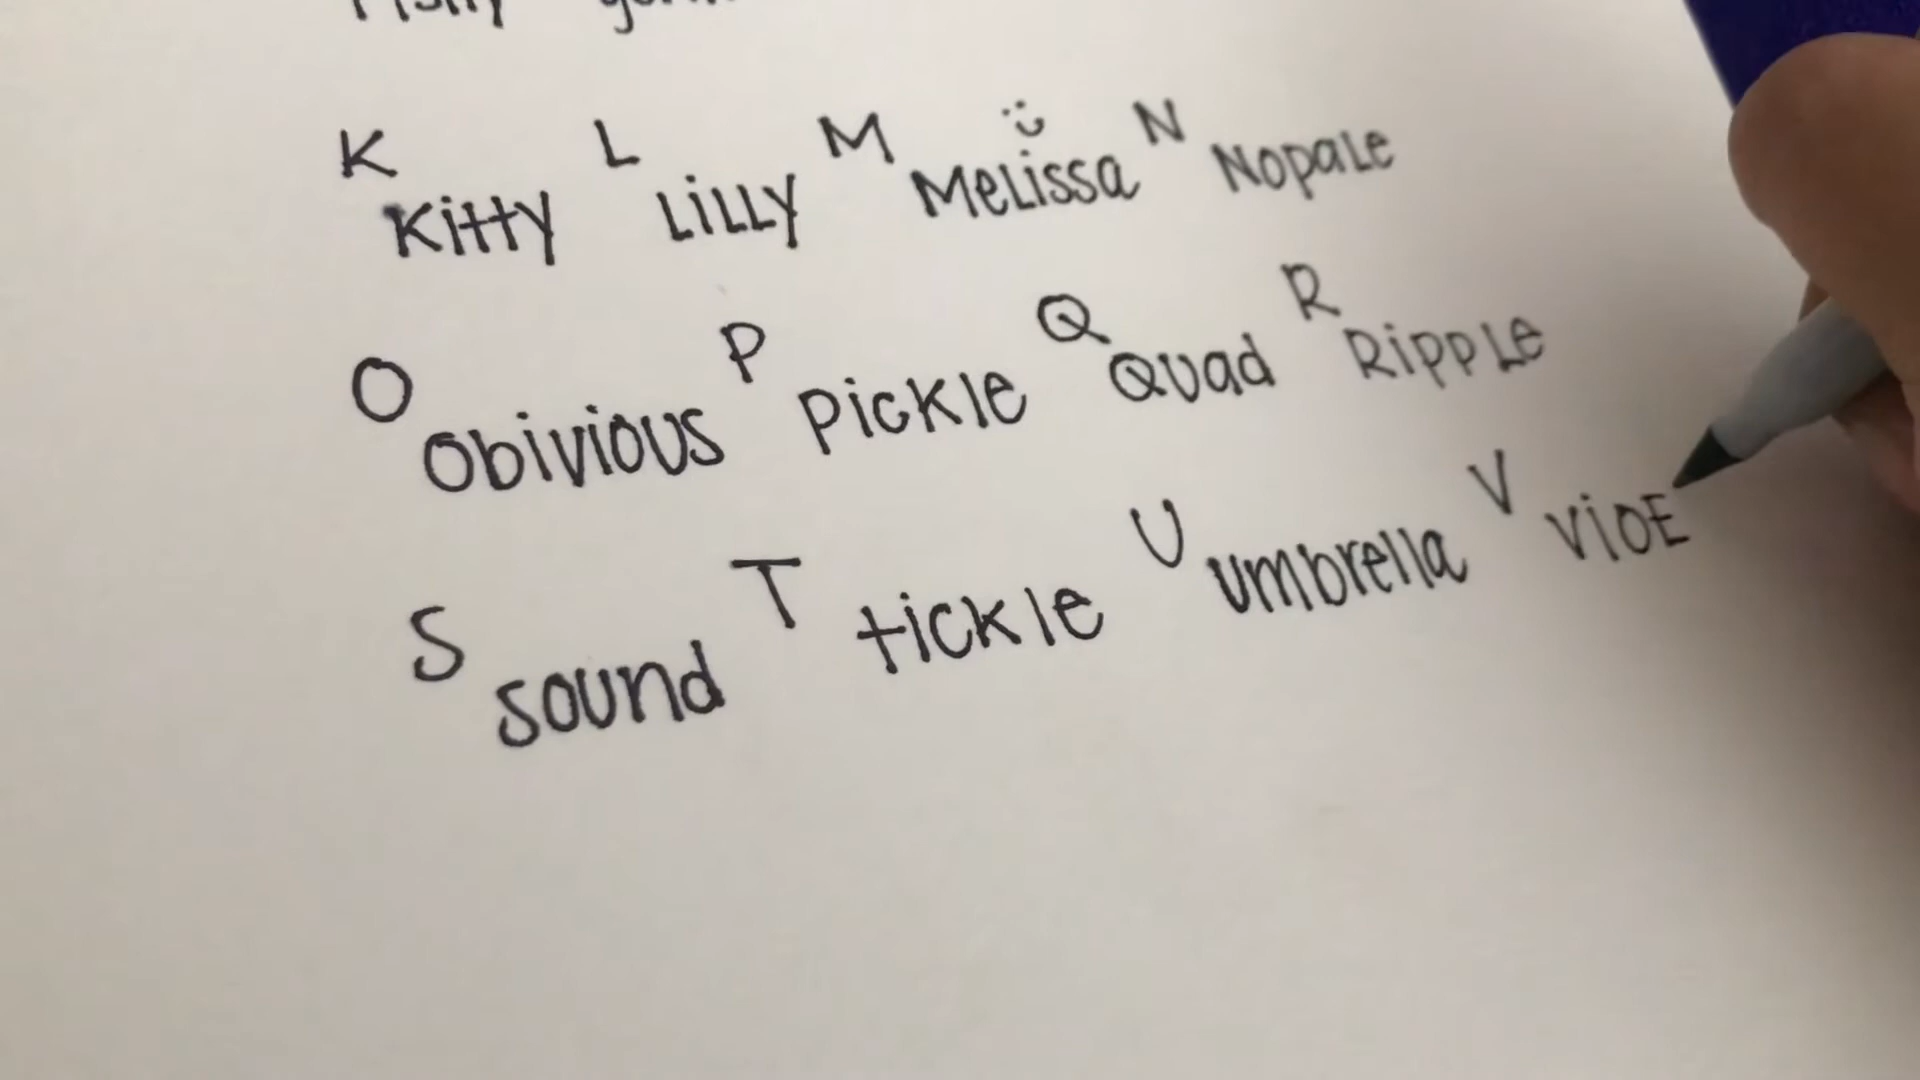 K Kitty L LiLLY M MeLissa N NopaLe
O Obivious P Pickle Q Quad R RippLe
S sound T tickle U umbrella V VioE